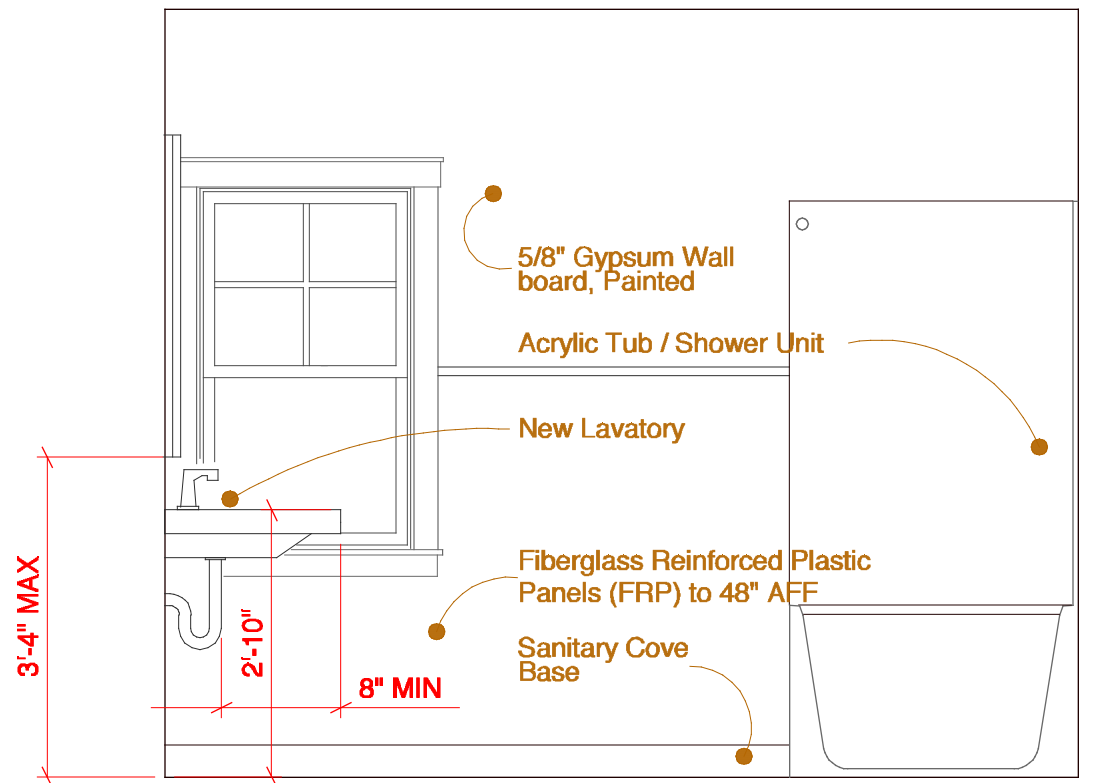 5/8" Gypsum Wall
board, Painted
Acrylic Tub / Shower Unit
New Lavatory
Fiberglass Reinforced Plastic
Panels (FRP) to 48" AFF
Sanitary Cove
Base
3'-4" MAX
2'-10"
8" MIN